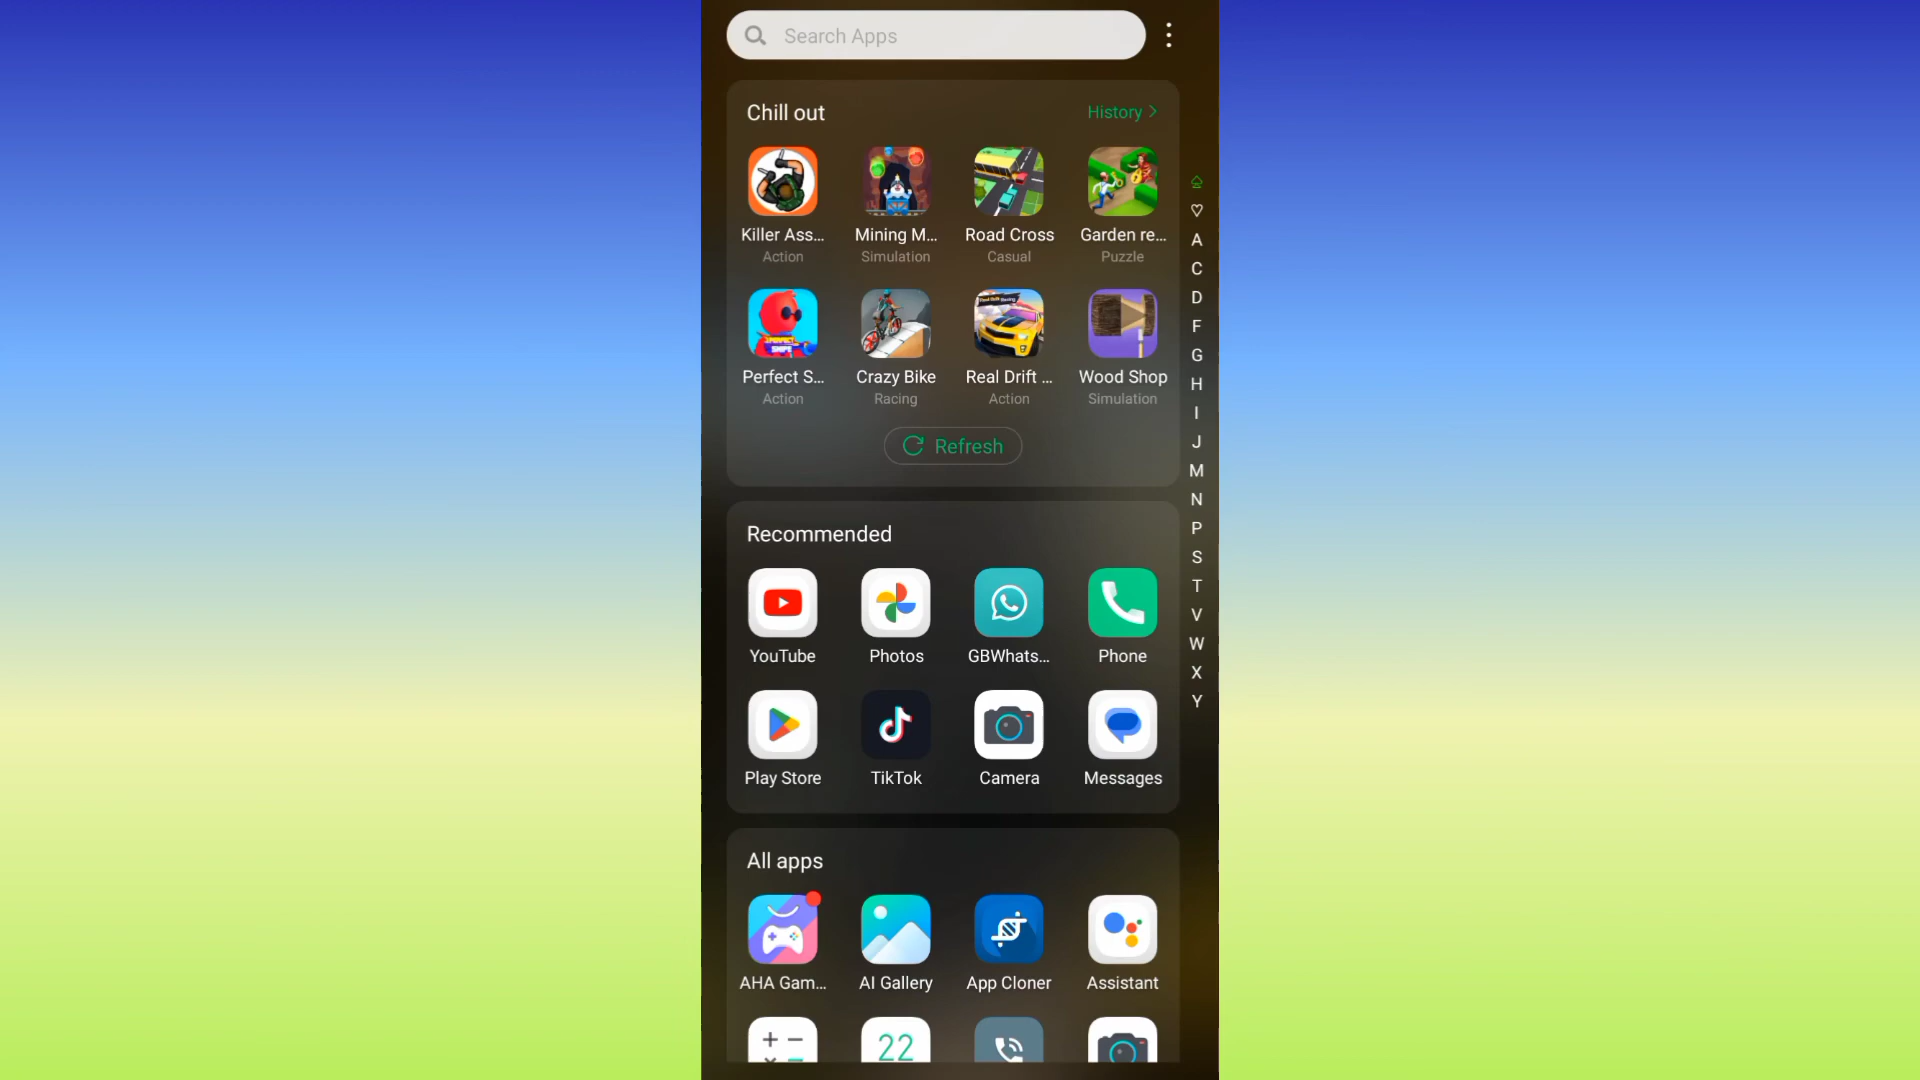 Search Apps
Chill out
History >
Killer Ass...
Mining M...
Road Cross
Garden re...
Action
Simulation
Casual
Puzzle
Perfect S...
Crazy Bike
Real Drift ...
Wood Shop
Action
Racing
Action
Simulation
Refresh
Recommended
YouTube
Photos
GBWhats...
Phone
Play Store
TikTok
Camera
Messages
All apps
AHA Gam...
AI Gallery
App Cloner
Assistant
22
A
C
D
F
G
H
I
J
M
N
P
S
T
V
W
X
Y